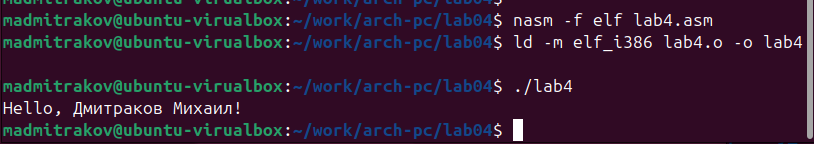 madmitrakov@ubuntu-virualbox:~/work/arch-pc/lab04$ nasm -f elf lab4.asm
madmitrakov@ubuntu-virualbox:~/work/arch-pc/lab04$ ld -m elf_i386 lab4.o -o lab4
madmitrakov@ubuntu-virualbox:~/work/arch-pc/lab04$ ./lab4
Hello, Дмитраков Михаил!
madmitrakov@ubuntu-virualbox:~/work/arch-pc/lab04$